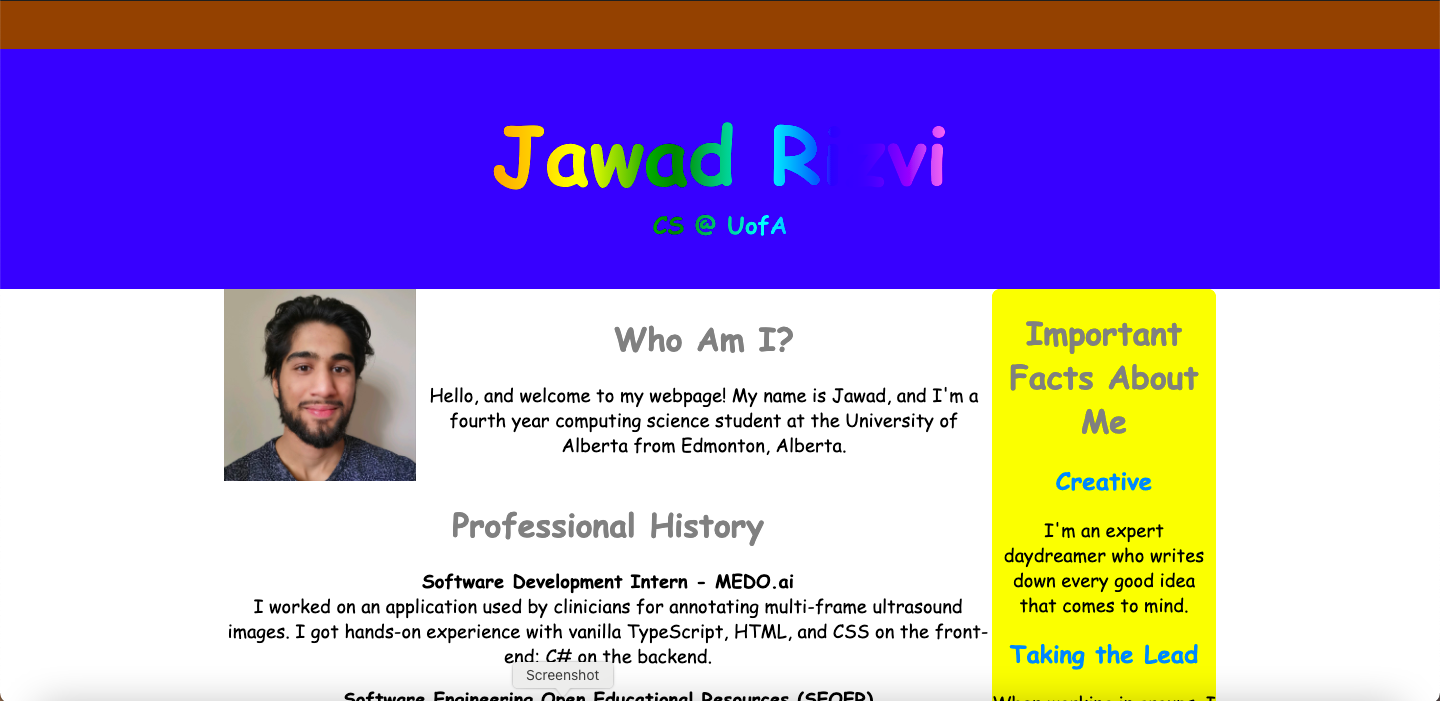 Jawad Rizvi
CS @ UofA
Who Am I?
Hello, and welcome to my webpage! My name is Jawad, and I'm a
fourth year computing science student at the University of
Alberta from Edmonton, Alberta.
Professional History
Software Development Intern - MEDO.ai
I worked on an application used by clinicians for annotating multi-frame ultrasound
images. I got hands-on experience with vanilla TypeScript, HTML, and CSS on the front-
end; C# on the backend.
Screenshot
Software Engineering Open Educational Resources (SEOER)
Important
Facts About
Me
Creative
I'm an expert
daydreamer who writes
down every good idea
that comes to mind.
Taking the Lead
When working in groups, I